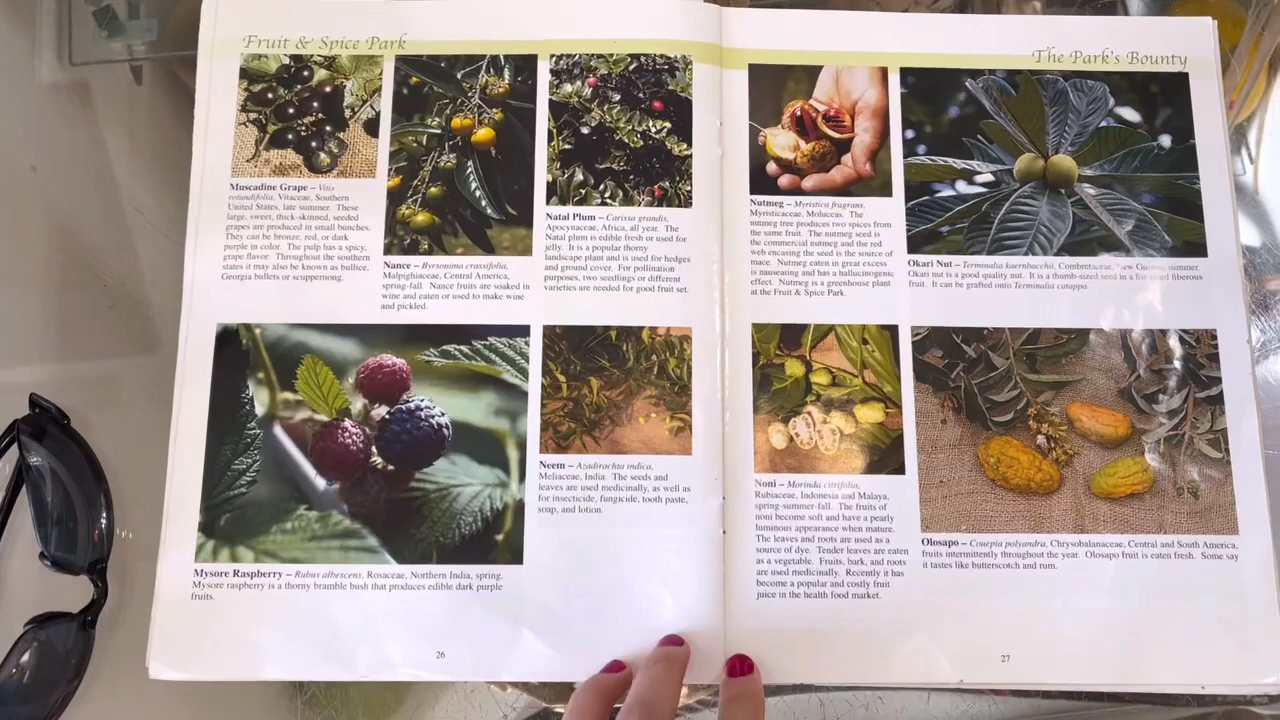 Fruit & Spice Park
Muscadine Grape – Vitis
rotundifolia, Vitaceae, Southern
United States, late summer. These
large, sweet, thick-skinned, seeded
grapes are produced in small bunches.
They can be bronze, red, or dark
purple in color. The pulp has a spicy,
grape flavor. Throughout the southern
states it may also be known as bullice,
Georgia bullets or scuppernong.
Nance – Byrsonima crassifolia,
Malpighiaceae, Central America,
spring-fall. Nance fruits are soaked in
wine and eaten or used to make wine
and pickled.
Natal Plum – Carissa grandis,
Apocynaceae, Africa, all year. The
Natal plum is edible fresh or used for
jelly. It is a popular thorny
landscape plant and is used for hedges
and ground cover. For pollination
purposes, two seedlings or different
varieties are needed for good fruit set.
Mysore Raspberry – Rubus albescens, Rosaceae, Northern India, spring.
Mysore raspberry is a thorny bramble bush that produces edible dark purple
fruits.
Neem – Azadirachta indica,
Meliaceae, India. The seeds and
leaves are used medicinally, as well as
for insecticide, fungicide, tooth paste,
soap, and lotion.
26
The Park's Bounty
Nutmeg – Myristica fragrans,
Myristicaceae, Moluccas. The
nutmeg tree produces two spices from
the same fruit. The nutmeg seed is
the commercial nutmeg and the red
web encasing the seed is the source of
mace. Nutmeg eaten in great excess
is nauseating and has a hallucinogenic
effect. Nutmeg is a greenhouse plant
at the Fruit & Spice Park.
Okari Nut – Terminalia kaernbacchii, Combretaceae, New Guinea, summer.
Okari nut is a good quality nut. It is a thumb-sized seed in a fist-sized fiberous
fruit. It can be grafted onto Terminalia catappa.
Noni – Morinda citrifolia,
Rubiaceae, Indonesia and Malaya,
spring-summer-fall. The fruits of
noni become soft and have a pearly
luminous appearance when mature.
The leaves and roots are used as a
source of dye. Tender leaves are eaten
as a vegetable. Fruits, bark, and roots
are used medicinally. Recently it has
become a popular and costly fruit
juice in the health food market.
Olosapo – Couepia polyandra, Chrysobalanaceae, Central and South America,
fruits intermittently throughout the year. Olosapo fruit is eaten fresh. Some say
it tastes like butterscotch and rum.
27